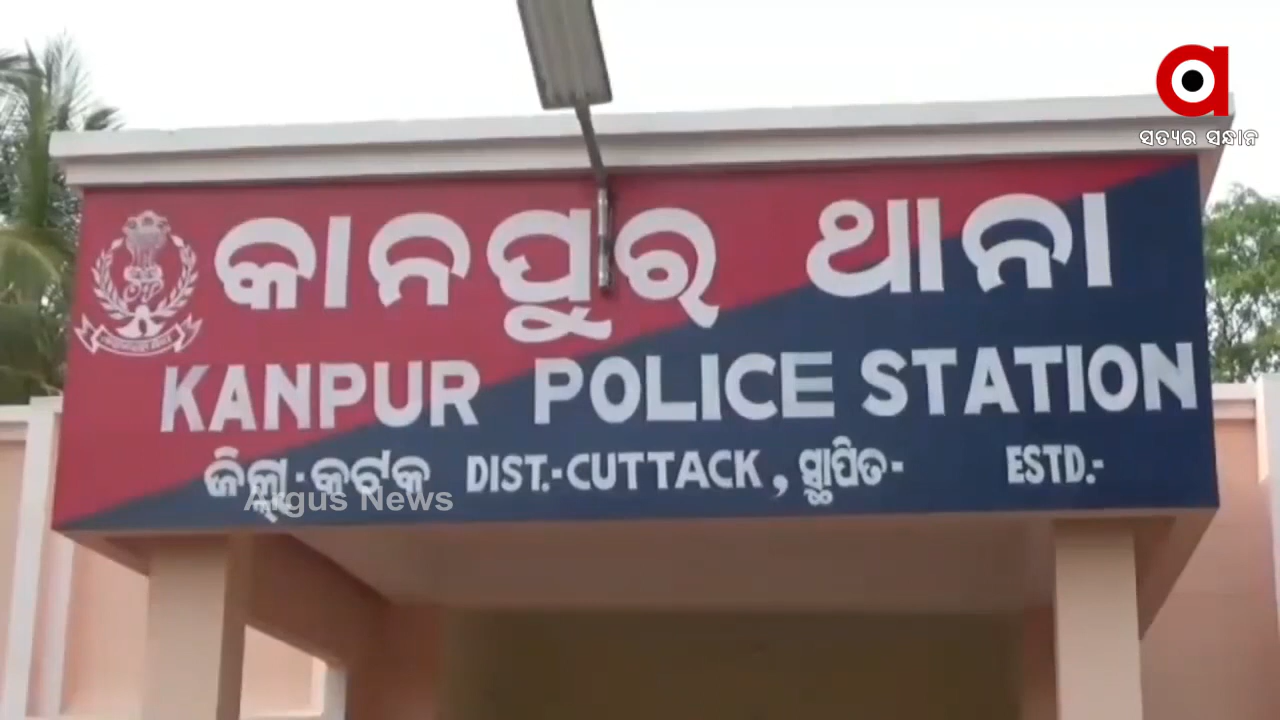 ସତ୍ୟର ସନ୍ଧାନ
କାନପୁର ଥାନା
KANPUR POLICE STATION
ଜିଲ୍ଲା-କଟକ DIST.-CUTTACK, ସ୍ଥାପିତ- ESTD.-
Argus News